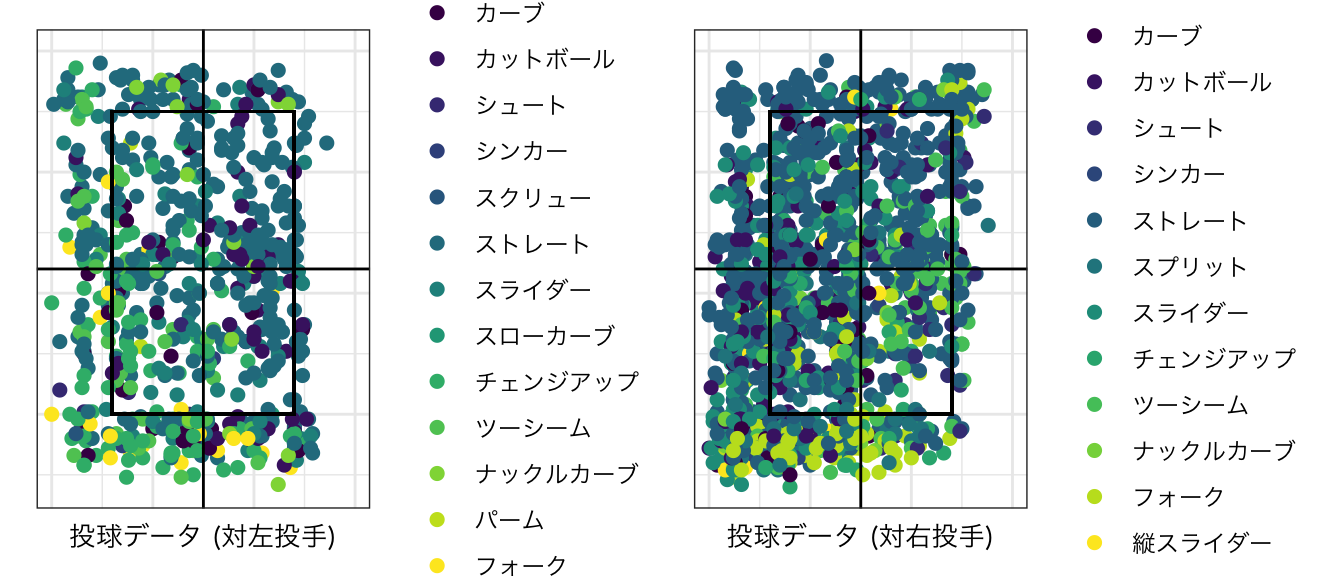 カーブ
カットボール
シュート
シンカー
スクリュー
ストレート
スライダー
スローカーブ
チェンジアップ
ツーシーム
ナックルカーブ
パーム
フォーク
投球データ (対左投手)
カーブ
カットボール
シュート
シンカー
ストレート
スプリット
スライダー
チェンジアップ
ツーシーム
ナックルカーブ
フォーク
縦スライダー
投球データ (対右投手)